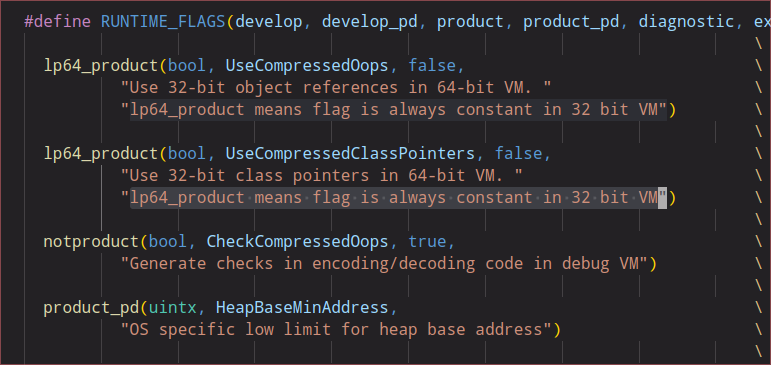 #define RUNTIME_FLAGS(develop, develop_pd, product, product_pd, diagnostic, ex
\
lp64_product(bool, UseCompressedOops, false, \
"Use 32-bit object references in 64-bit VM. " \
"lp64_product means flag is always constant in 32 bit VM") \
\
lp64_product(bool, UseCompressedClassPointers, false, \
"Use 32-bit class pointers in 64-bit VM. " \
"lp64_product means flag is always constant in 32 bit VM") \
\
notproduct(bool, CheckCompressedOops, true, \
"Generate checks in encoding/decoding code in debug VM") \
\
product_pd(uintx, HeapBaseMinAddress, \
"OS specific low limit for heap base address") \
\